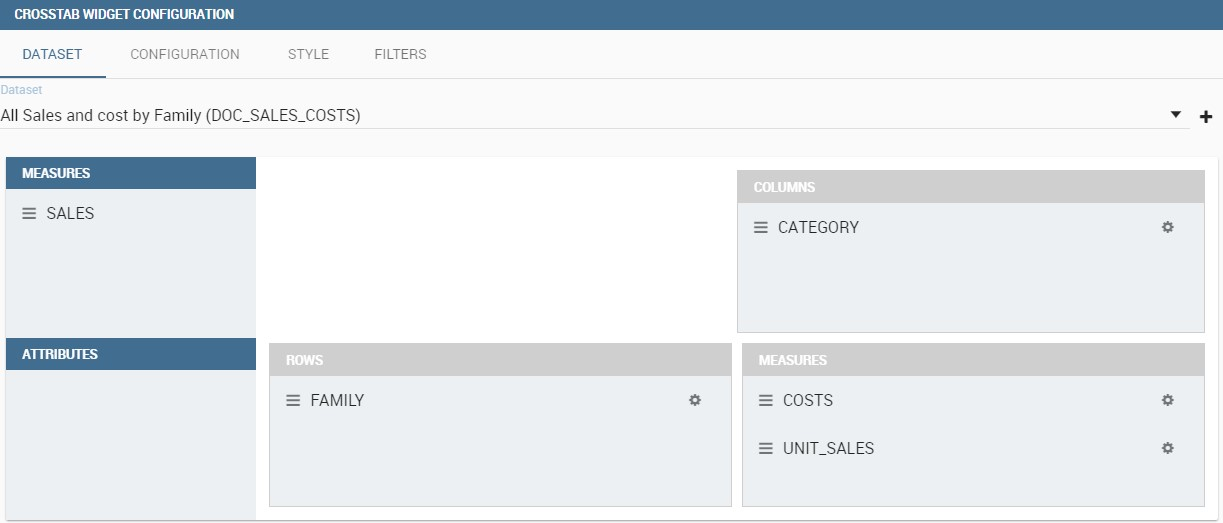 CROSSTAB WIDGET CONFIGURATION
DATASET CONFIGURATION STYLE FILTERS
Dataset
All Sales and cost by Family (DOC_SALES_COSTS)
MEASURES
SALES
COLUMNS
CATEGORY
ATTRIBUTES
ROWS
FAMILY
MEASURES
COSTS
UNIT_SALES